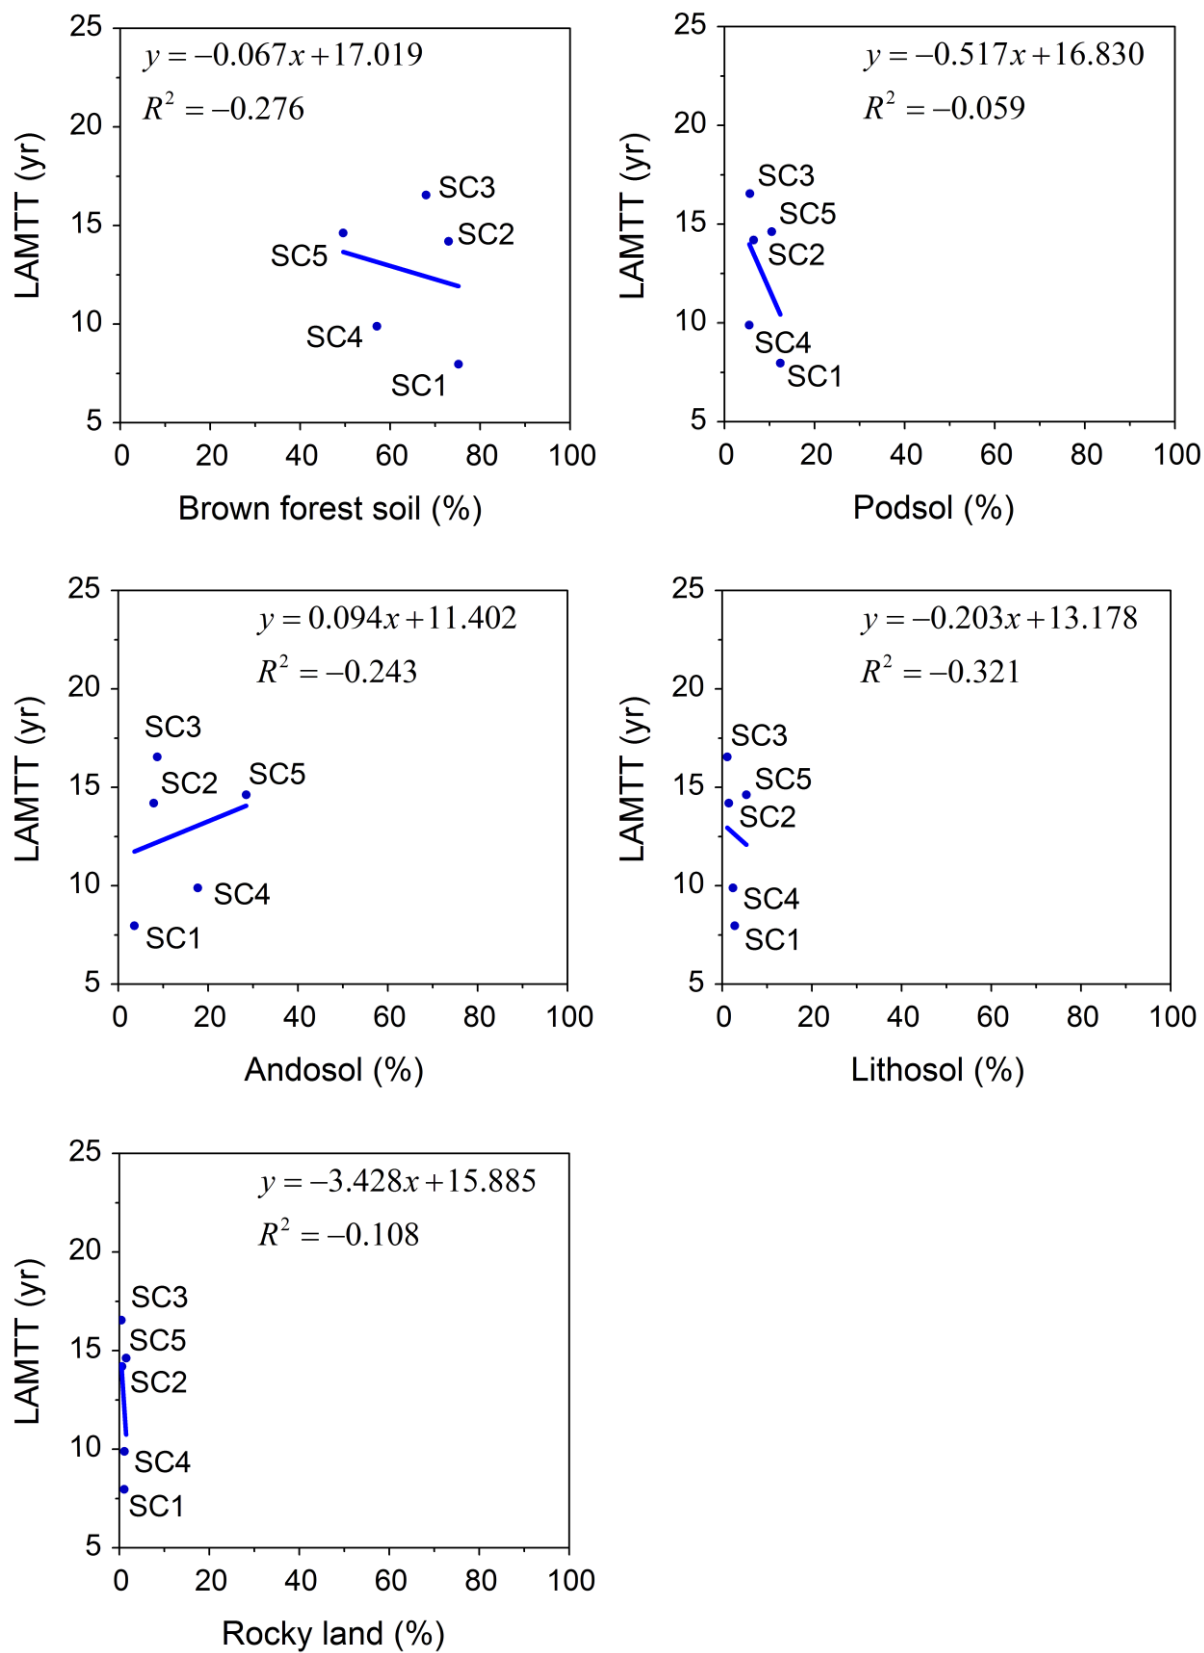 25
20
15
10
5
LAMTT (yr)
y = −0.067x+17.019
R² = −0.276
SC3
SC2
SC5
SC4
SC1
0 20 40 60 80 100
Brown forest soil (%)
25
20
15
10
5
LAMTT (yr)
y = −0.517x+16.830
R² = −0.059
SC3
SC5
SC2
SC4
SC1
0 20 40 60 80 100
Podsol (%)
25
20
15
10
5
LAMTT (yr)
y = 0.094x+11.402
R² = −0.243
SC3
SC2
SC5
SC4
SC1
0 20 40 60 80 100
Andosol (%)
25
20
15
10
5
LAMTT (yr)
y = −0.203x+13.178
R² = −0.321
SC3
SC5
SC2
SC4
SC1
0 20 40 60 80 100
Lithosol (%)
25
20
15
10
5
LAMTT (yr)
y = −3.428x+15.885
R² = −0.108
SC3
SC5
SC2
SC4
SC1
0 20 40 60 80 100
Rocky land (%)